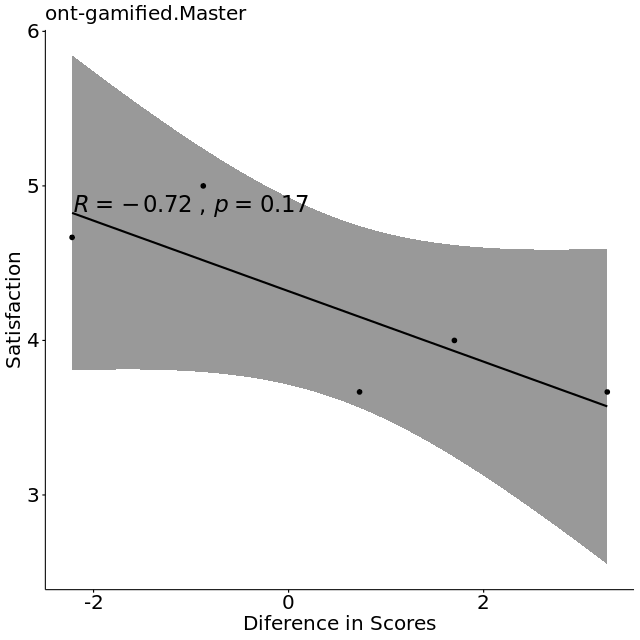 ont-gamified.Master
6
5
R = −0.72 , p = 0.17
4
3
Satisfaction
-2 0 2
Diference in Scores